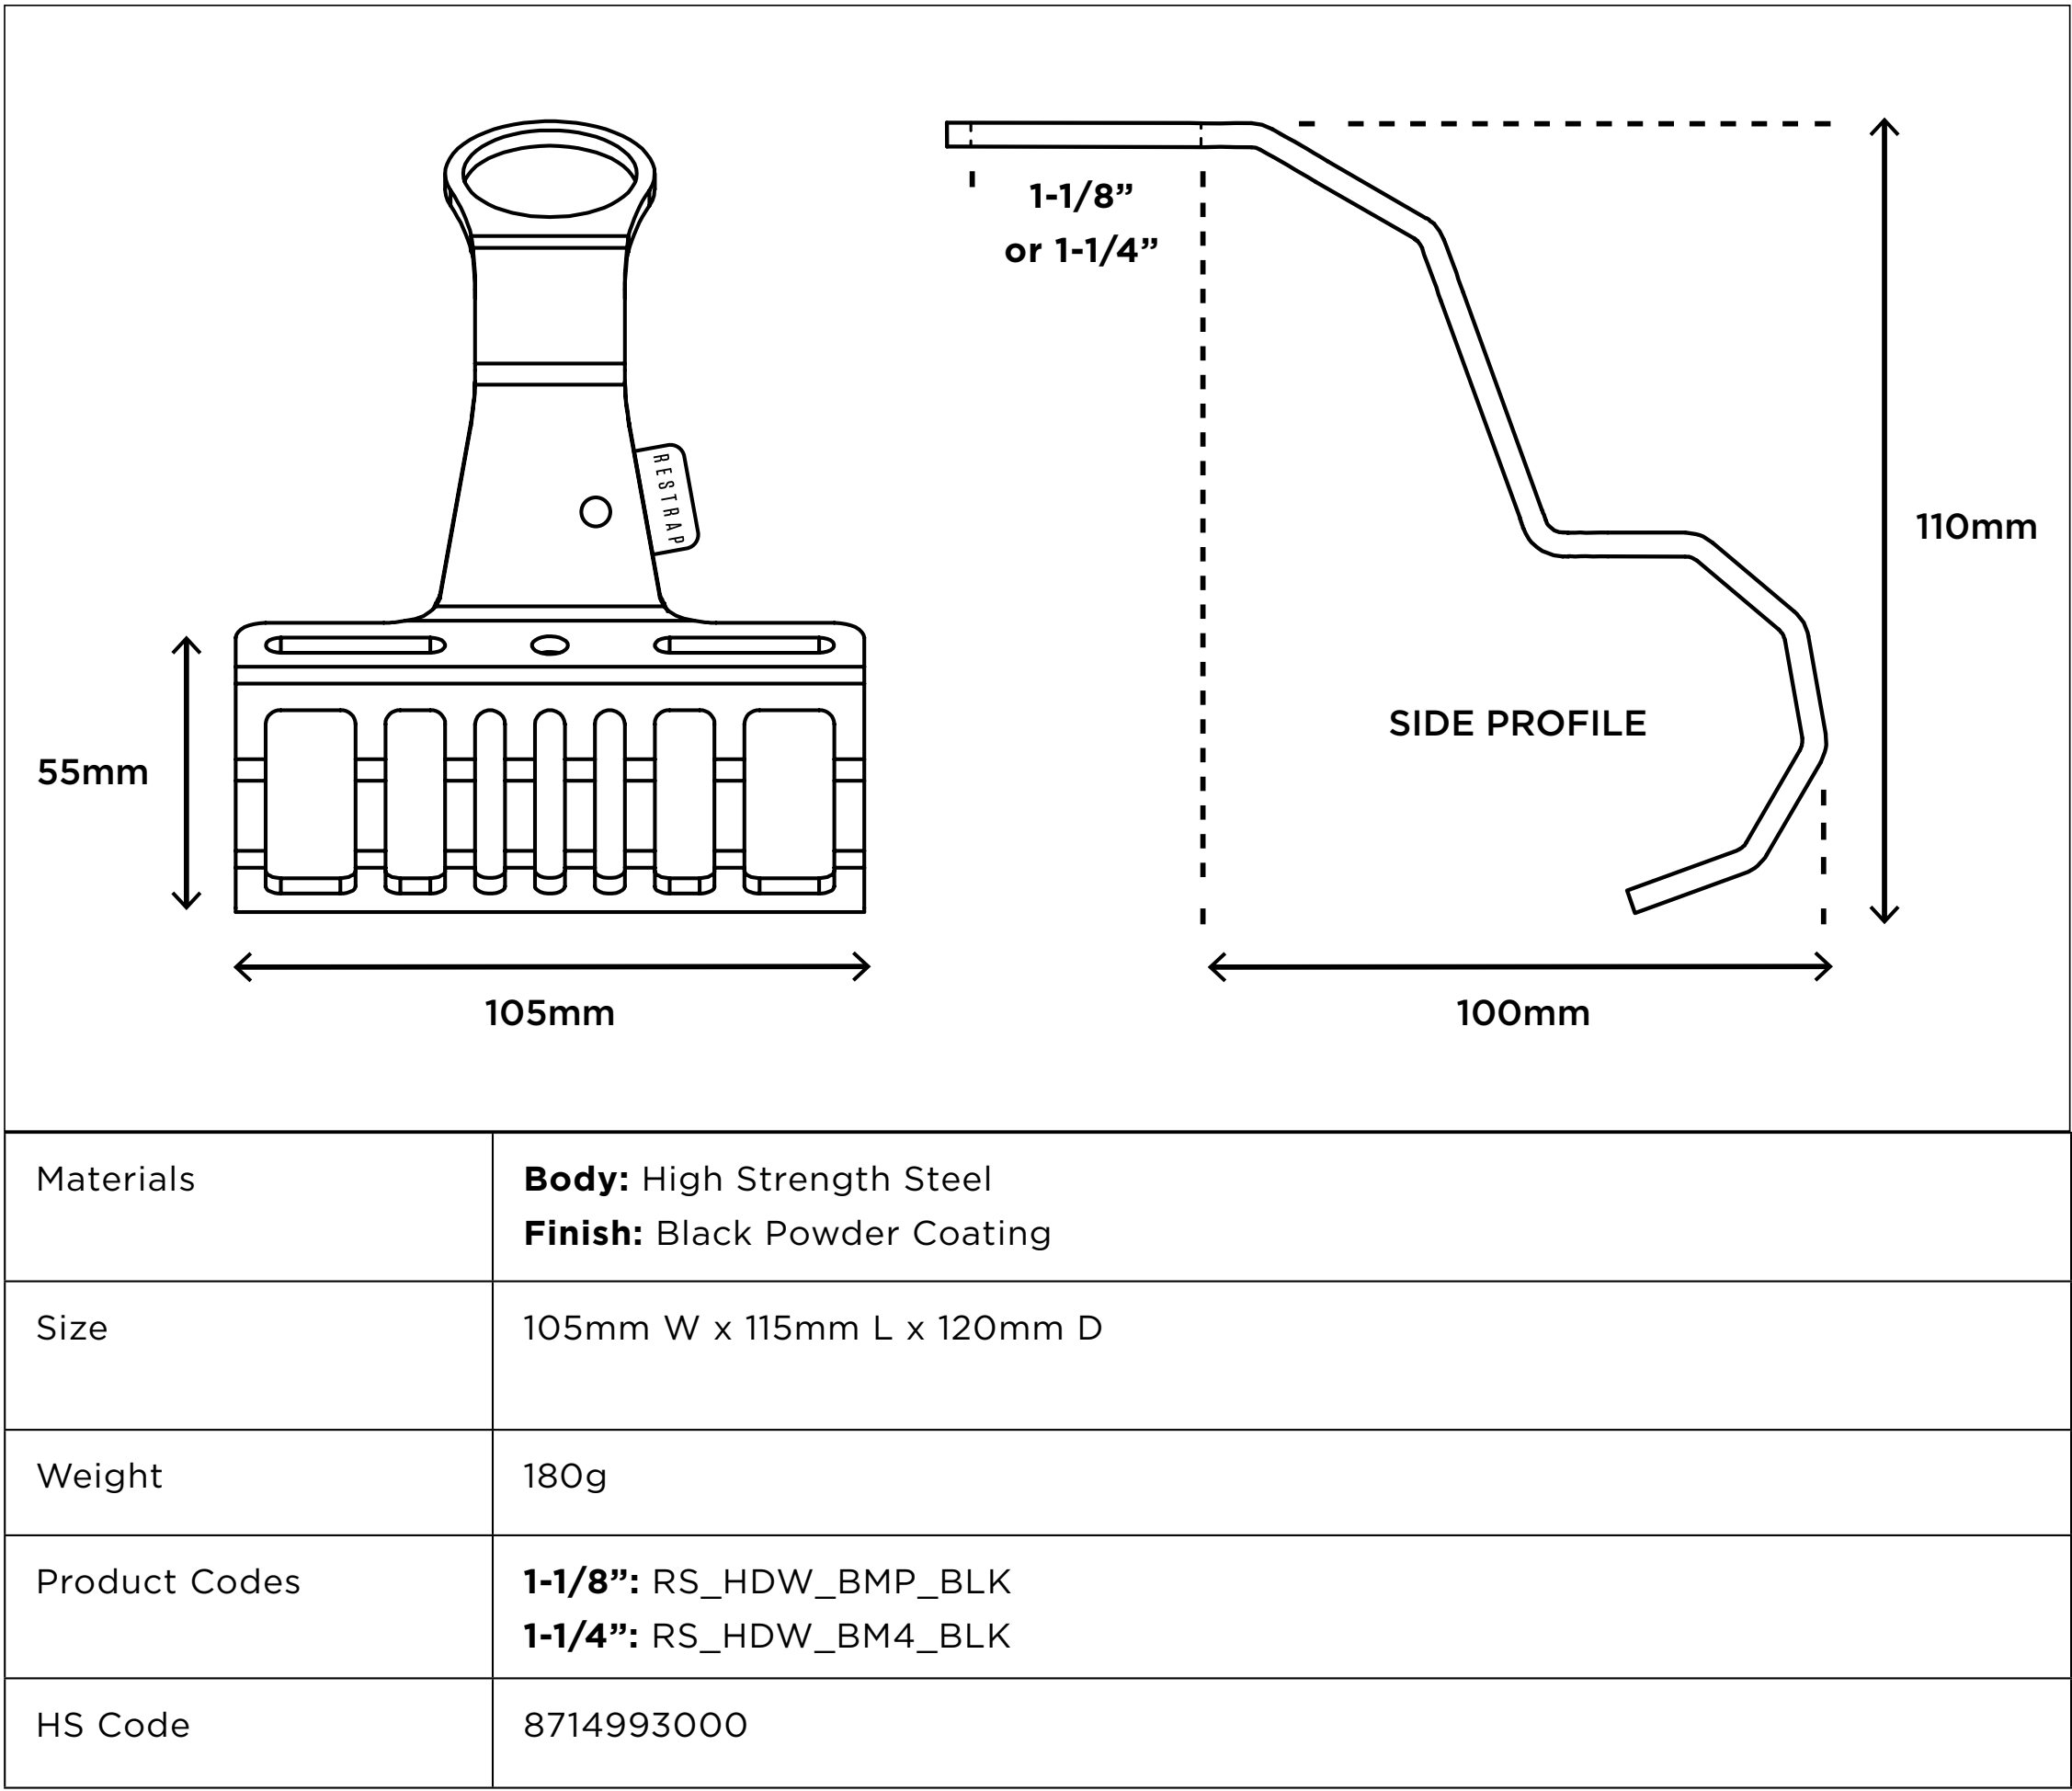 1-1/8”
or 1-1/4”
RESTRAP
110mm
SIDE PROFILE
55mm
105mm
100mm
Materials
Body: High Strength Steel
Finish: Black Powder Coating
Size
105mm W x 115mm L x 120mm D
Weight
180g
Product Codes
1-1/8”: RS_HDW_BMP_BLK
1-1/4”: RS_HDW_BM4_BLK
HS Code
8714993000